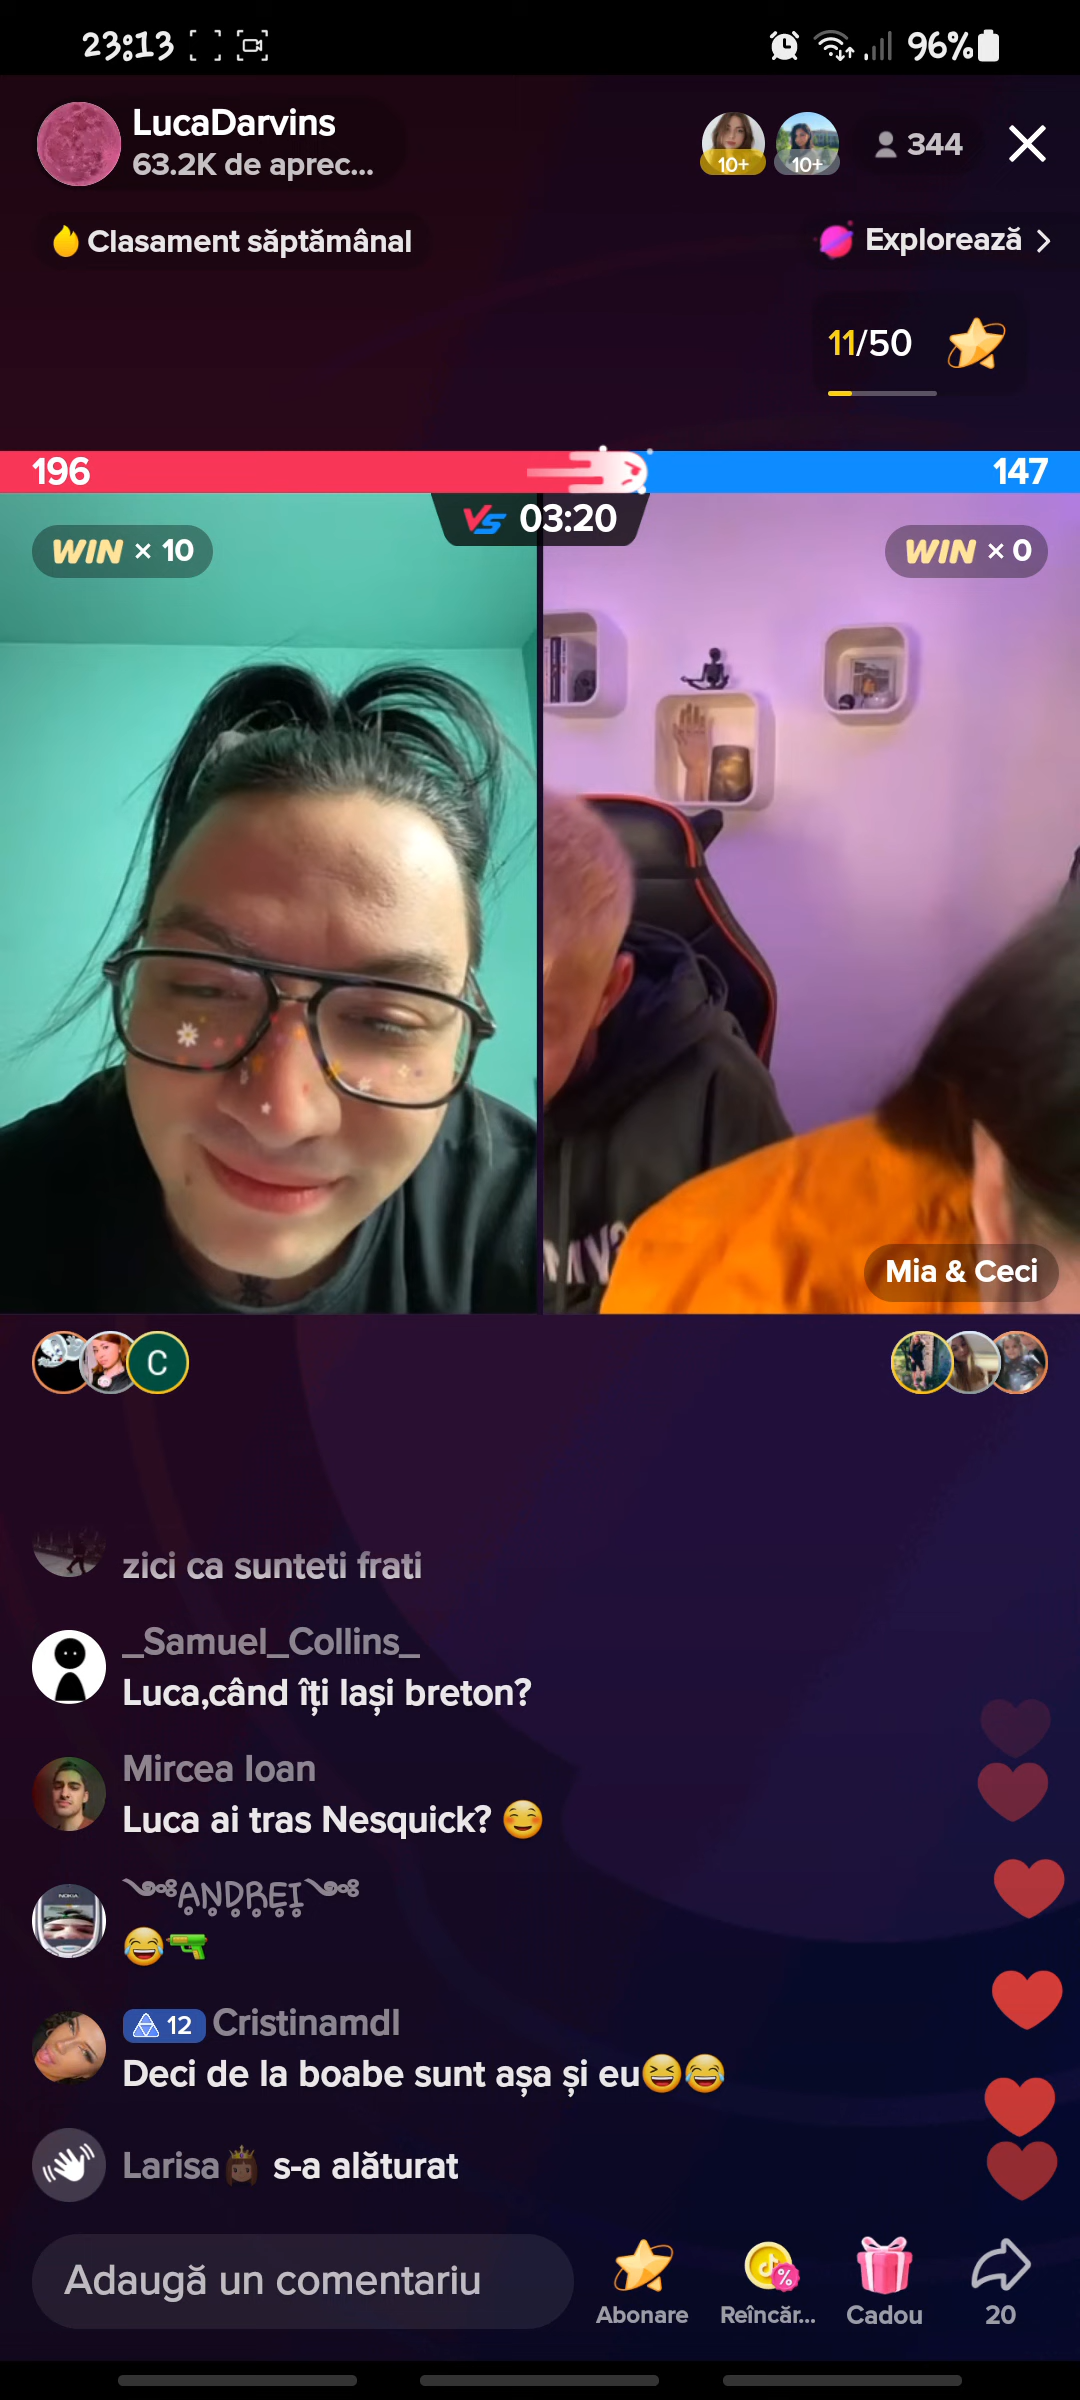 23:13
96%
LucaDarvins
63.2K de aprec...
10+
10+
344
Clasament săptămânal
Explorează
11/50
196
147
VS 03:20
WIN × 10
WIN × 0
Mia & Ceci
C
zici ca sunteti frati
_Samuel_Collins_
Luca,când îți lași breton?
Mircea Ioan
Luca ai tras Nesquick? ☺️
ANDREI
😂🔫
12 Cristinamdl
Deci de la boabe sunt așa și eu😆😂
Larisa👸🏾 s-a alăturat
Adaugă un comentariu
Abonare
Reîncăr...
Cadou
20